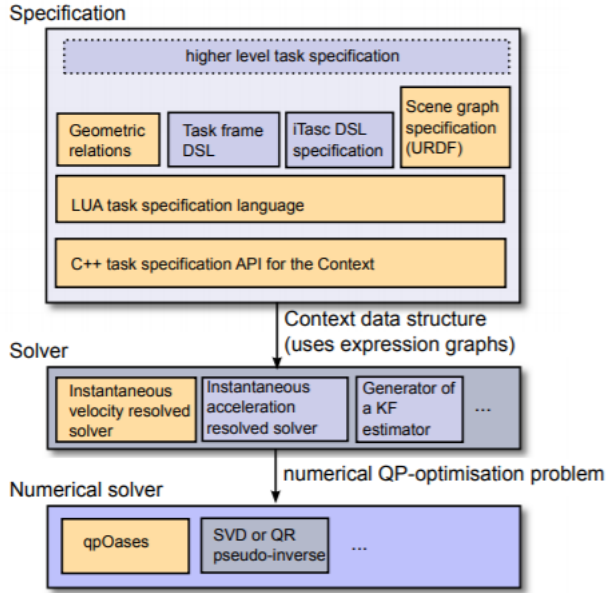 Specification
higher level task specification
Geometric
relations
Task frame
DSL
iTasc DSL
specification
Scene graph
specification
(URDF)
LUA task specification language
C++ task specification API for the Context
Context data structure
(uses expression graphs)
Solver
Instantaneous
velocity resolved
solver
Instantaneous
acceleration
resolved solver
Generator of
a KF
estimator
...
numerical QP-optimisation problem
Numerical solver
qpOases
SVD or QR
pseudo-inverse
...